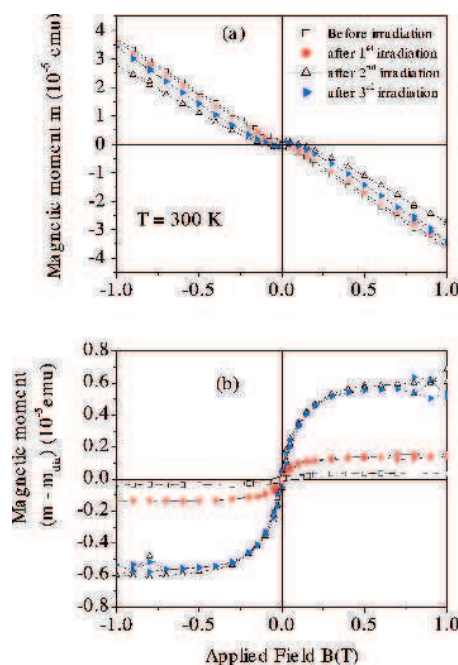 (a)
Before irradiation
after 1st irradiation
after 2nd irradiation
after 3rd irradiation
Magnetic moment m (10-5 emu)
4
3
2
1
0
-1
-2
-3
-4
T = 300 K
-1.0 -0.5 0.0 0.5 1.0
(b)
Magnetic moment
(m - mdia) (10-5 emu)
0.8
0.6
0.4
0.2
0.0
-0.2
-0.4
-0.6
-0.8
-1.0 -0.5 0.0 0.5 1.0
Applied Field B(T)